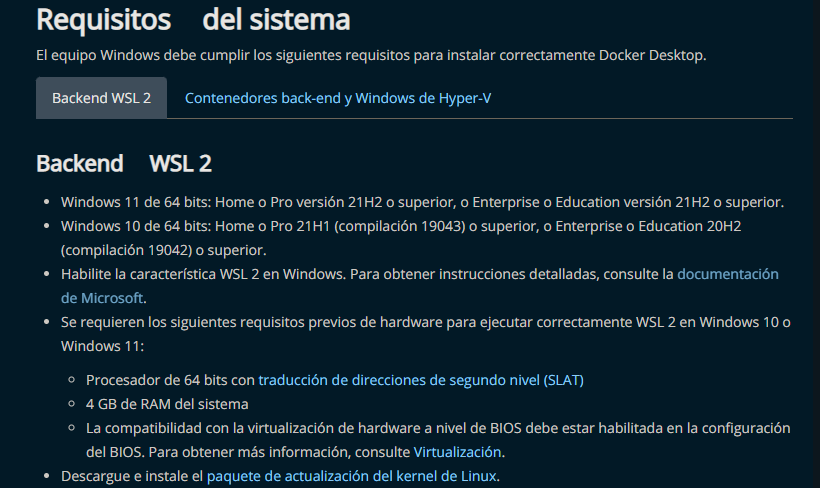 Requisitos del sistema
El equipo Windows debe cumplir los siguientes requisitos para instalar correctamente Docker Desktop.
Backend WSL 2 Contenedores back-end y Windows de Hyper-V
Backend WSL 2
• Windows 11 de 64 bits: Home o Pro versión 21H2 o superior, o Enterprise o Education versión 21H2 o superior.
• Windows 10 de 64 bits: Home o Pro 21H1 (compilación 19043) o superior, o Enterprise o Education 20H2
(compilación 19042) o superior.
• Habilite la característica WSL 2 en Windows. Para obtener instrucciones detalladas, consulte la documentación
de Microsoft.
• Se requieren los siguientes requisitos previos de hardware para ejecutar correctamente WSL 2 en Windows 10 o
Windows 11:
◦ Procesador de 64 bits con traducción de direcciones de segundo nivel (SLAT)
◦ 4 GB de RAM del sistema
◦ La compatibilidad con la virtualización de hardware a nivel de BIOS debe estar habilitada en la configuración
del BIOS. Para obtener más información, consulte Virtualización.
• Descargue e instale el paquete de actualización del kernel de Linux.